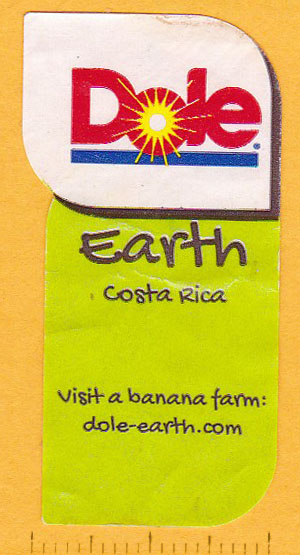 Dole®
Earth
Costa Rica
Visit a banana farm:
dole-earth.com